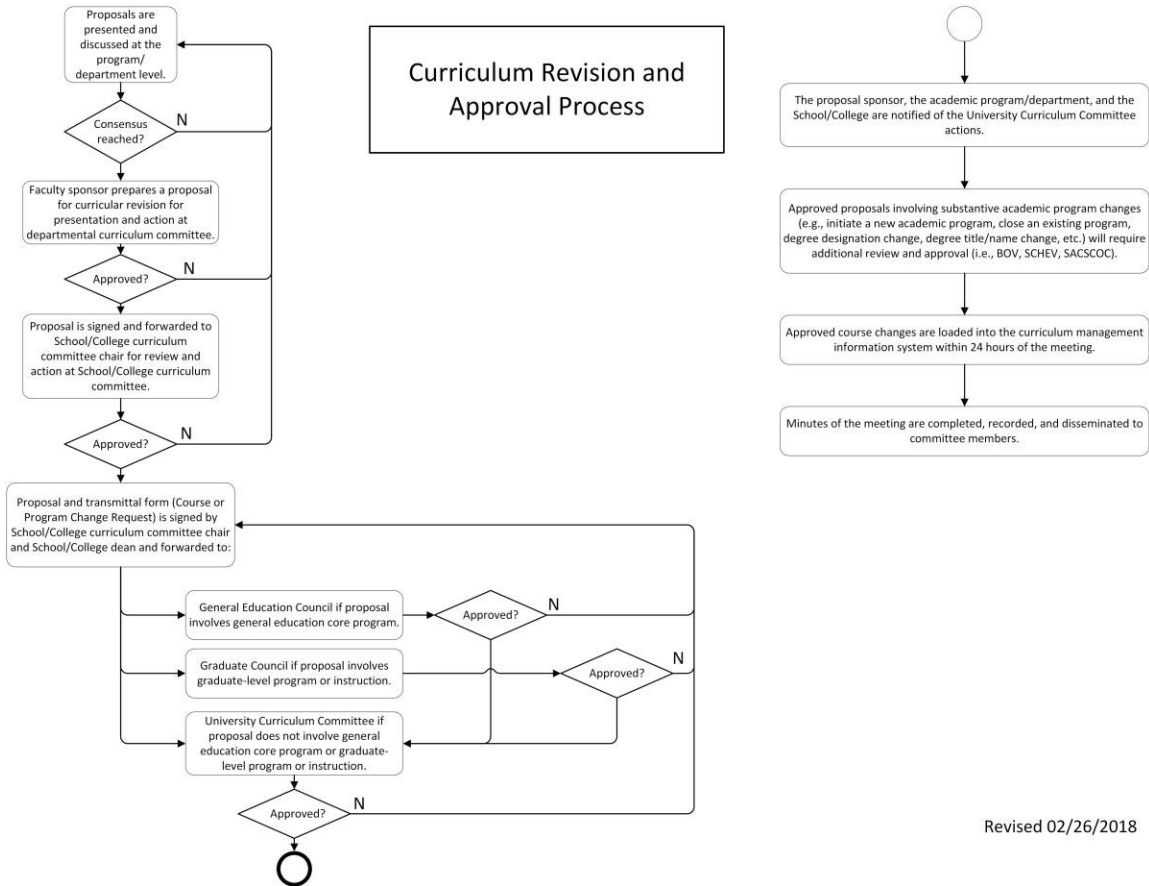 Curriculum Revision and
Approval Process
Proposals are
presented and
discussed at the
program/
department level.
Consensus
reached?
N
Faculty sponsor prepares a proposal
for curricular revision for
presentation and action at
departmental curriculum committee.
Approved?
N
Proposal is signed and forwarded to
School/College curriculum
committee chair for review and
action at School/College curriculum
committee.
Approved?
N
Proposal and transmittal form (Course or
Program Change Request) is signed by
School/College curriculum committee chair
and School/College dean and forwarded to:
General Education Council if proposal
involves general education core program.
Approved?
N
Graduate Council if proposal involves
graduate-level program or instruction.
Approved?
N
University Curriculum Committee if
proposal does not involve general
education core program or graduate-
level program or instruction.
Approved?
N
The proposal sponsor, the academic program/department, and the
School/College are notified of the University Curriculum Committee
actions.
Approved proposals involving substantive academic program changes
(e.g., initiate a new academic program, close an existing program,
degree designation change, degree title/name change, etc.) will require
additional review and approval (i.e., BOV, SCHEV, SACSCOC).
Approved course changes are loaded into the curriculum management
information system within 24 hours of the meeting.
Minutes of the meeting are completed, recorded, and disseminated to
committee members.
Revised 02/26/2018